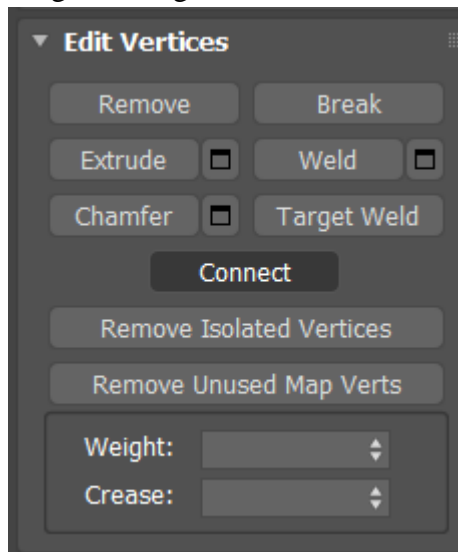 Edit Vertices
Remove Break
Extrude Weld
Chamfer Target Weld
Connect
Remove Isolated Vertices
Remove Unused Map Verts
Weight:
Crease: